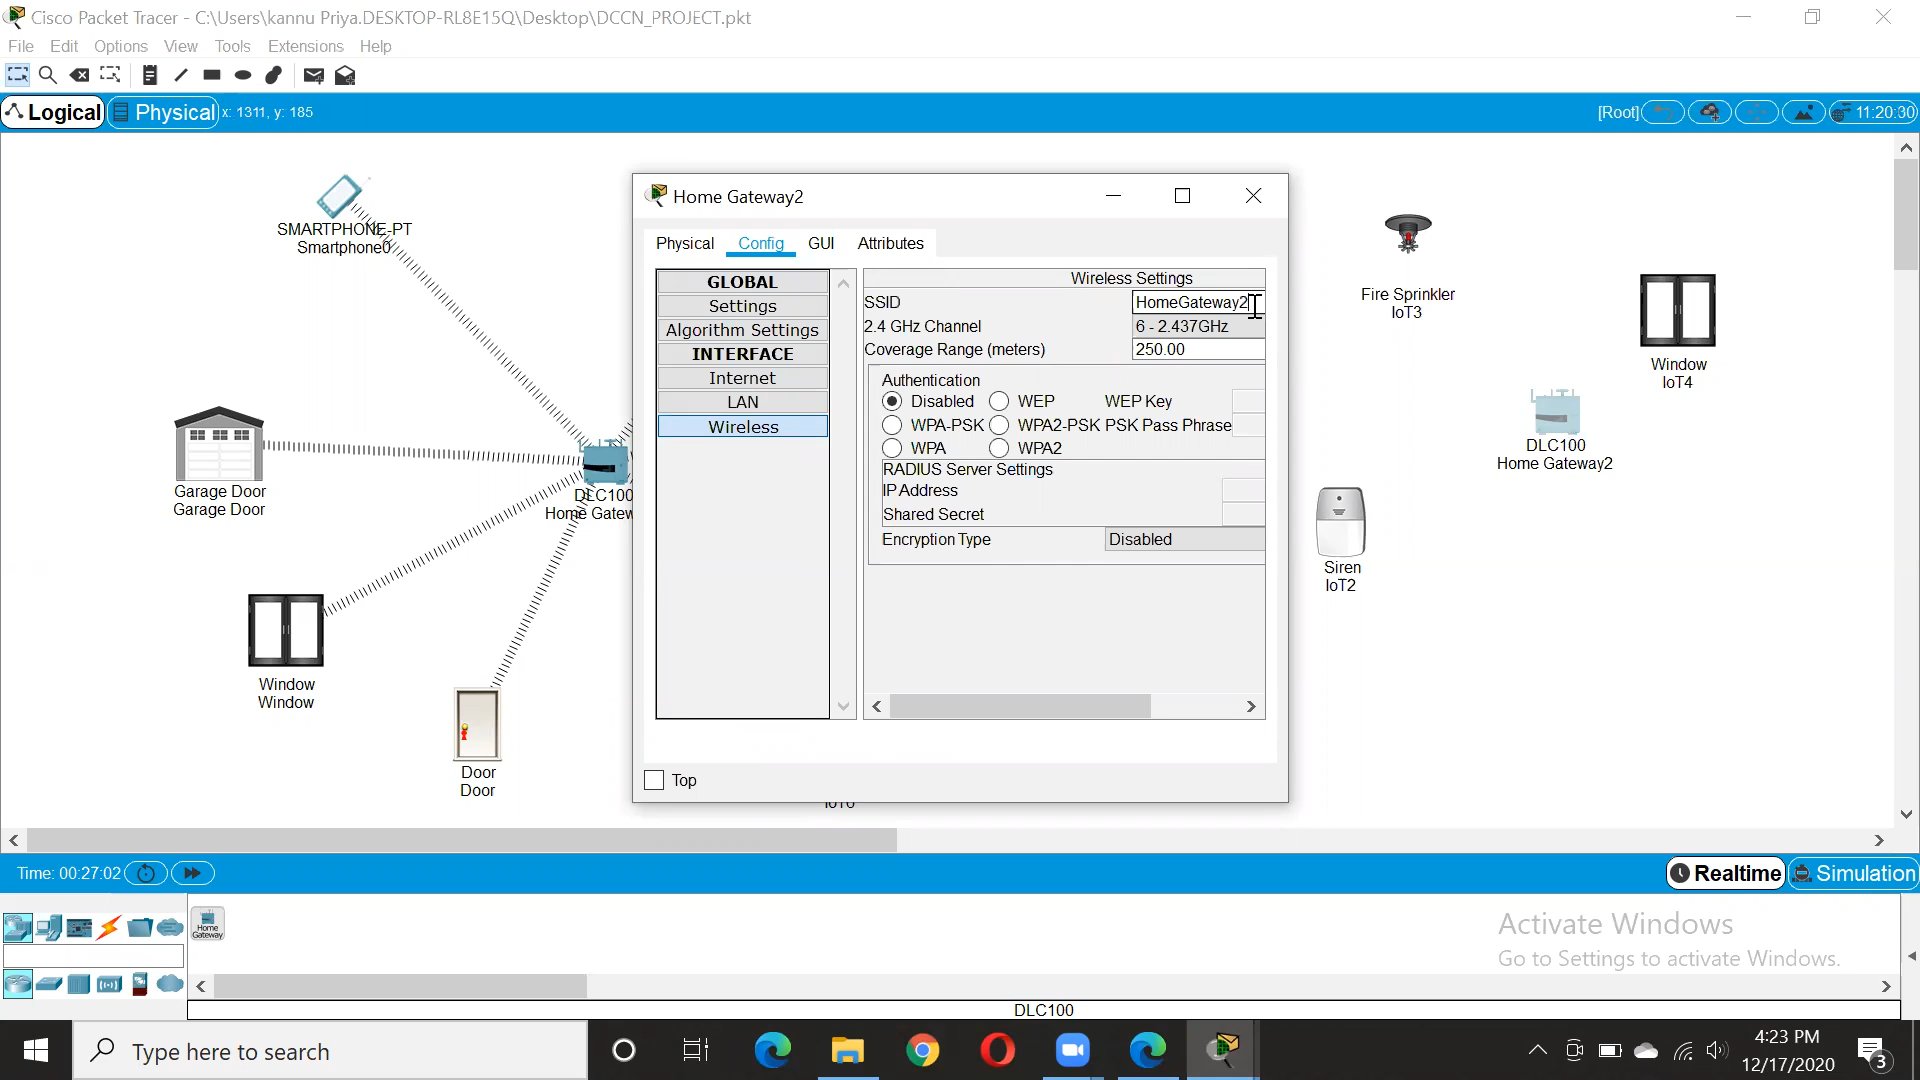 Cisco Packet Tracer - C:\Users\kannu Priya.DESKTOP-RL8E15Q\Desktop\DCCN_PROJECT.pkt
File Edit Options View Tools Extensions Help
Logical Physical x: 1311, y: 185 [Root] 11:20:30
SMARTPHONE-PT
Smartphone0
Garage Door
Garage Door
Window
Window
Door
Door
DLC100
Home Gatew
Home Gateway2
Physical Config GUI Attributes
GLOBAL
Settings
Algorithm Settings
INTERFACE
Internet
LAN
Wireless
Wireless Settings
SSID HomeGateway2
2.4 GHz Channel 6 - 2.437GHz
Coverage Range (meters) 250.00
Authentication
Disabled WEP WEP Key
WPA-PSK WPA2-PSK PSK Pass Phrase
WPA WPA2
RADIUS Server Settings
IP Address
Shared Secret
Encryption Type Disabled
Top
IoT0
Fire Sprinkler
IoT3
Window
IoT4
DLC100
Home Gateway2
Siren
IoT2
Time: 00:27:02 Realtime Simulation
Home
Gateway
Activate Windows
Go to Settings to activate Windows.
DLC100
Type here to search
4:23 PM
12/17/2020
3